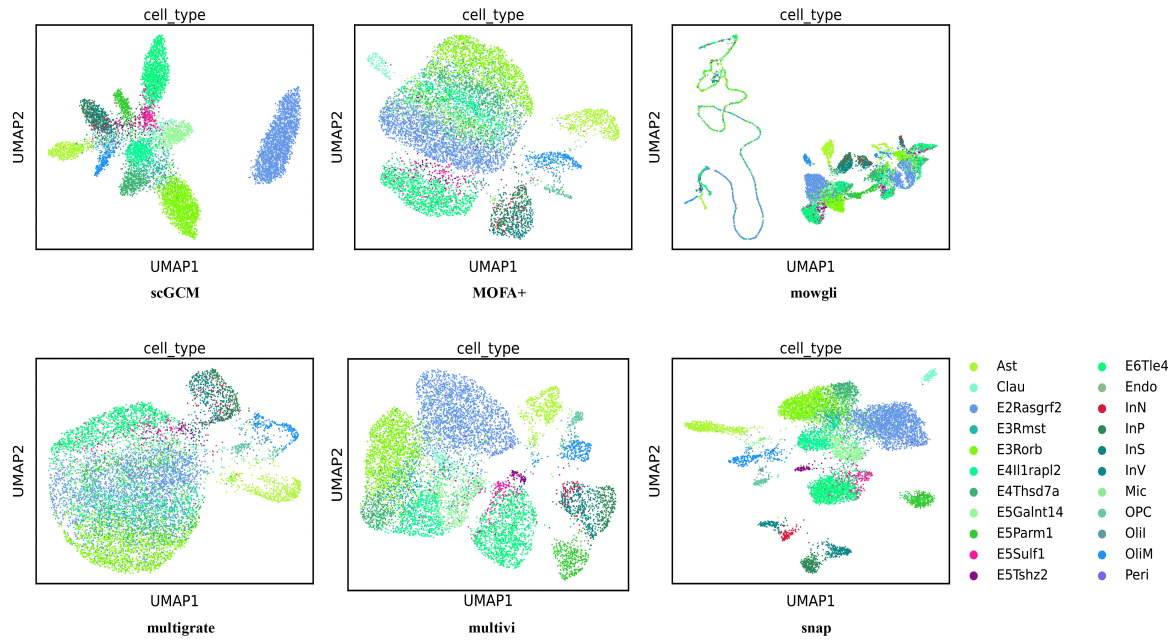 cell_type
cell_type
cell_type
UMAP2
UMAP2
UMAP2
UMAP1
UMAP1
UMAP1
scGCM
MOFA+
mowgli
cell_type
cell_type
cell_type
UMAP2
UMAP2
UMAP2
UMAP1
UMAP1
UMAP1
multigrate
multivi
snap
Ast
Clau
E2Rasgrf2
E3Rmst
E3Rorb
E4Il1rapl2
E4Thsd7a
E5Galnt14
E5Parm1
E5Sulf1
E5Tshz2
E6Tle4
Endo
InN
InP
InS
InV
Mic
OPC
OliI
OliM
Peri